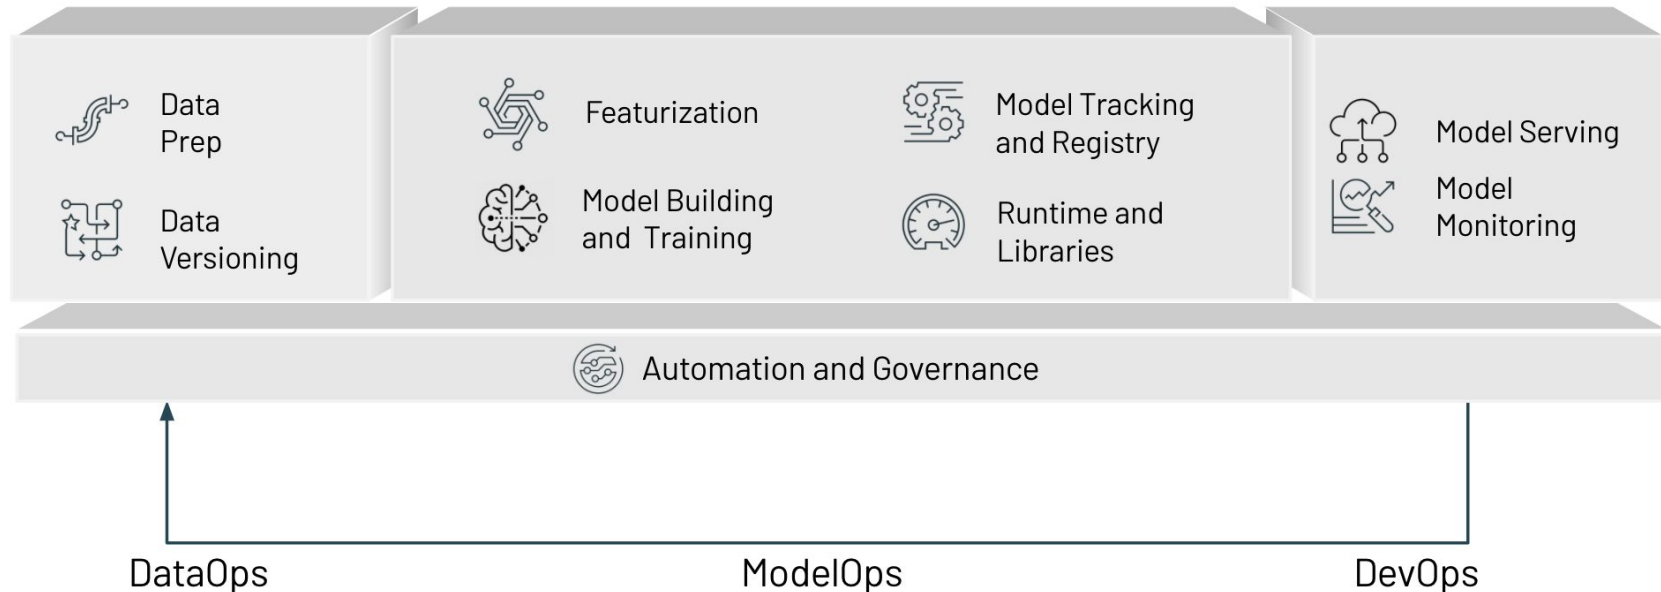 Data
Prep
Data
Versioning
Featurization
Model Building
and Training
Model Tracking
and Registry
Runtime and
Libraries
Model Serving
Model
Monitoring
Automation and Governance
DataOps
ModelOps
DevOps